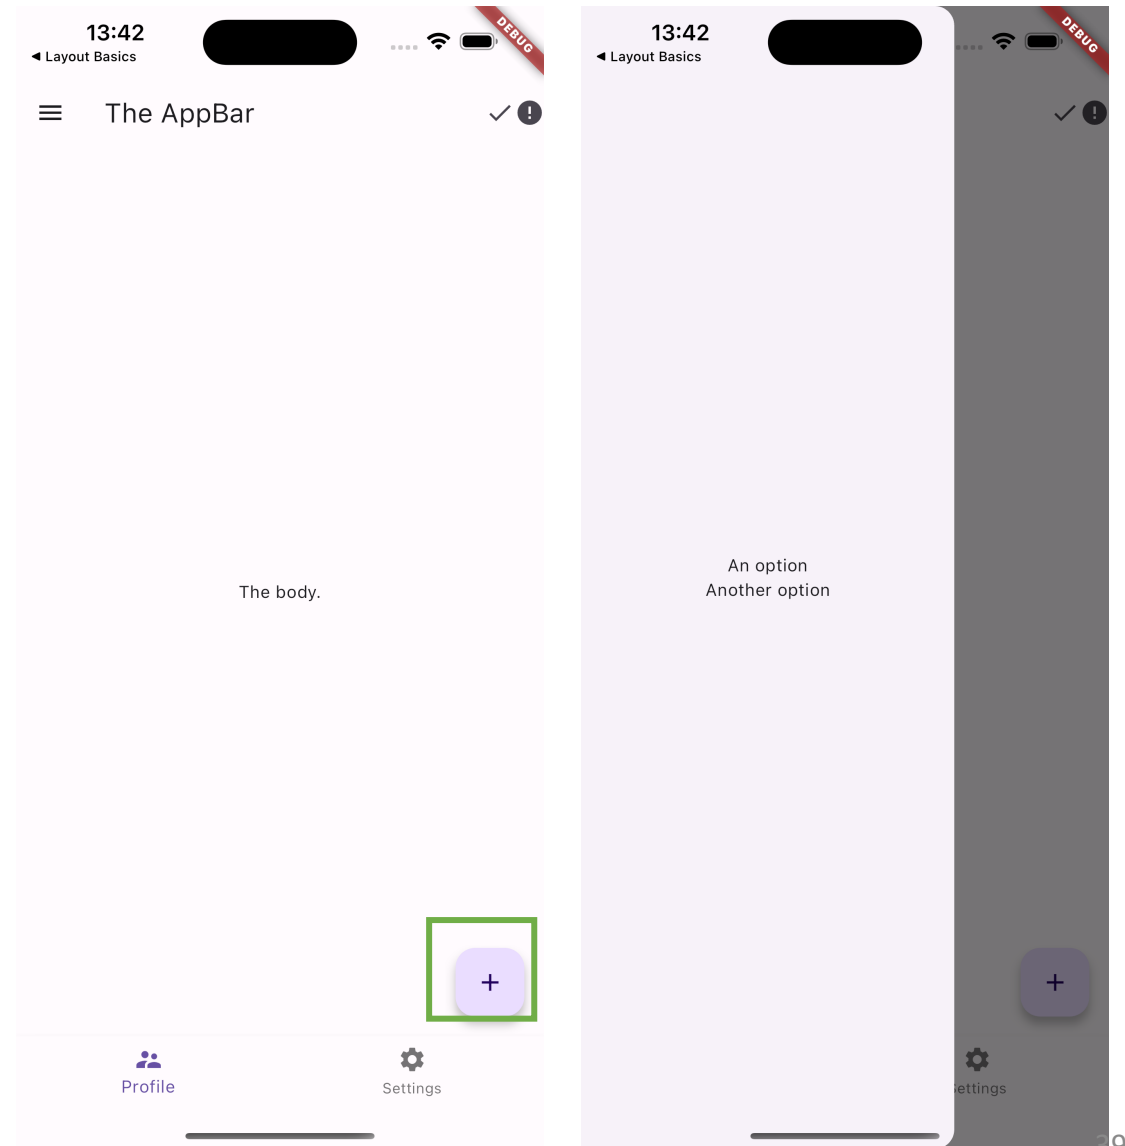 13:42
DEBUG
◀ Layout Basics
The AppBar
The body.
+
Profile
Settings
13:42
DEBUG
◀ Layout Basics
An option
Another option
+
ettings
39